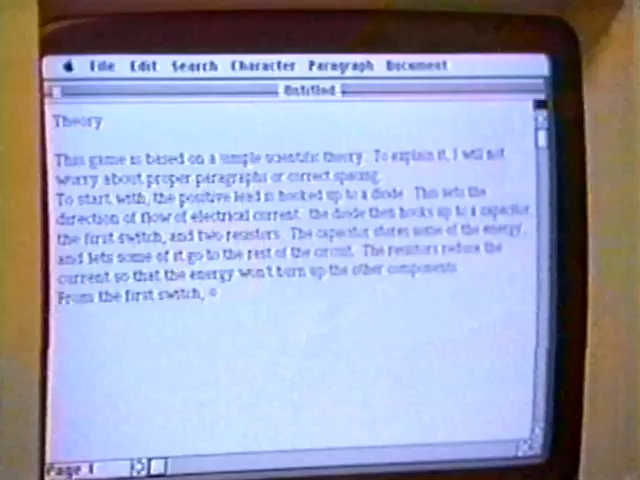 File Edit Search Character Paragraph Document
Untitled
Theory
This game is based on a simple scientific theory. To explain it, I will not
worry about proper paragraphs or correct spacing.
To start with, the positive lead is hooked up to a diode. This sets the
direction of flow of electrical current. the diode then hooks up to a capacitor
the first switch, and two resistors. The capacitor stores some of the energy,
and lets some of it go to the rest of the circuit. The resistors reduce the
current so that the energy won't burn up the other components.
From the first switch,
Page 1